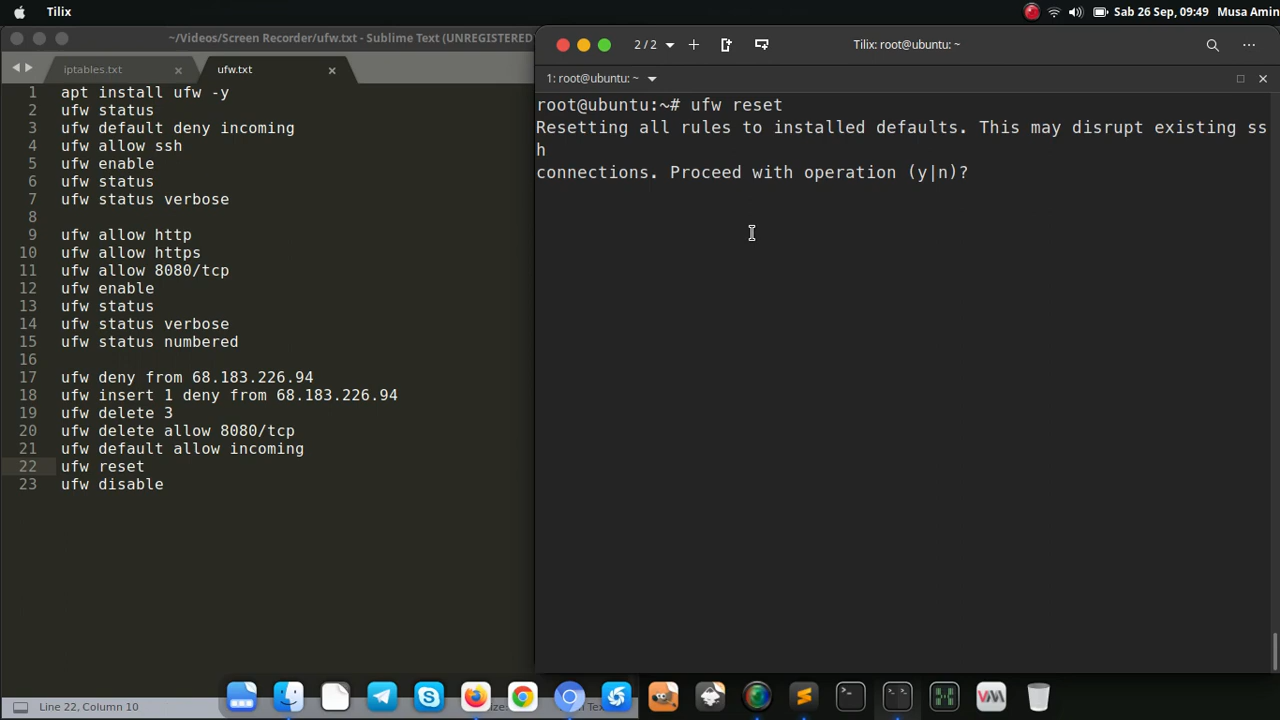 Tilix
Sab 26 Sep, 09:49
Musa Amin
~/Videos/Screen Recorder/ufw.txt - Sublime Text (UNREGISTERED
iptables.txt
ufw.txt
1 apt install ufw -y
2 ufw status
3 ufw default deny incoming
4 ufw allow ssh
5 ufw enable
6 ufw status
7 ufw status verbose
8
9 ufw allow http
10 ufw allow https
11 ufw allow 8080/tcp
12 ufw enable
13 ufw status
14 ufw status verbose
15 ufw status numbered
16
17 ufw deny from 68.183.226.94
18 ufw insert 1 deny from 68.183.226.94
19 ufw delete 3
20 ufw delete allow 8080/tcp
21 ufw default allow incoming
22 ufw reset
23 ufw disable
Line 22, Column 10
2/2
Tilix: root@ubuntu: ~
1: root@ubuntu: ~
root@ubuntu:~# ufw reset
Resetting all rules to installed defaults. This may disrupt existing ss
h
connections. Proceed with operation (y|n)?